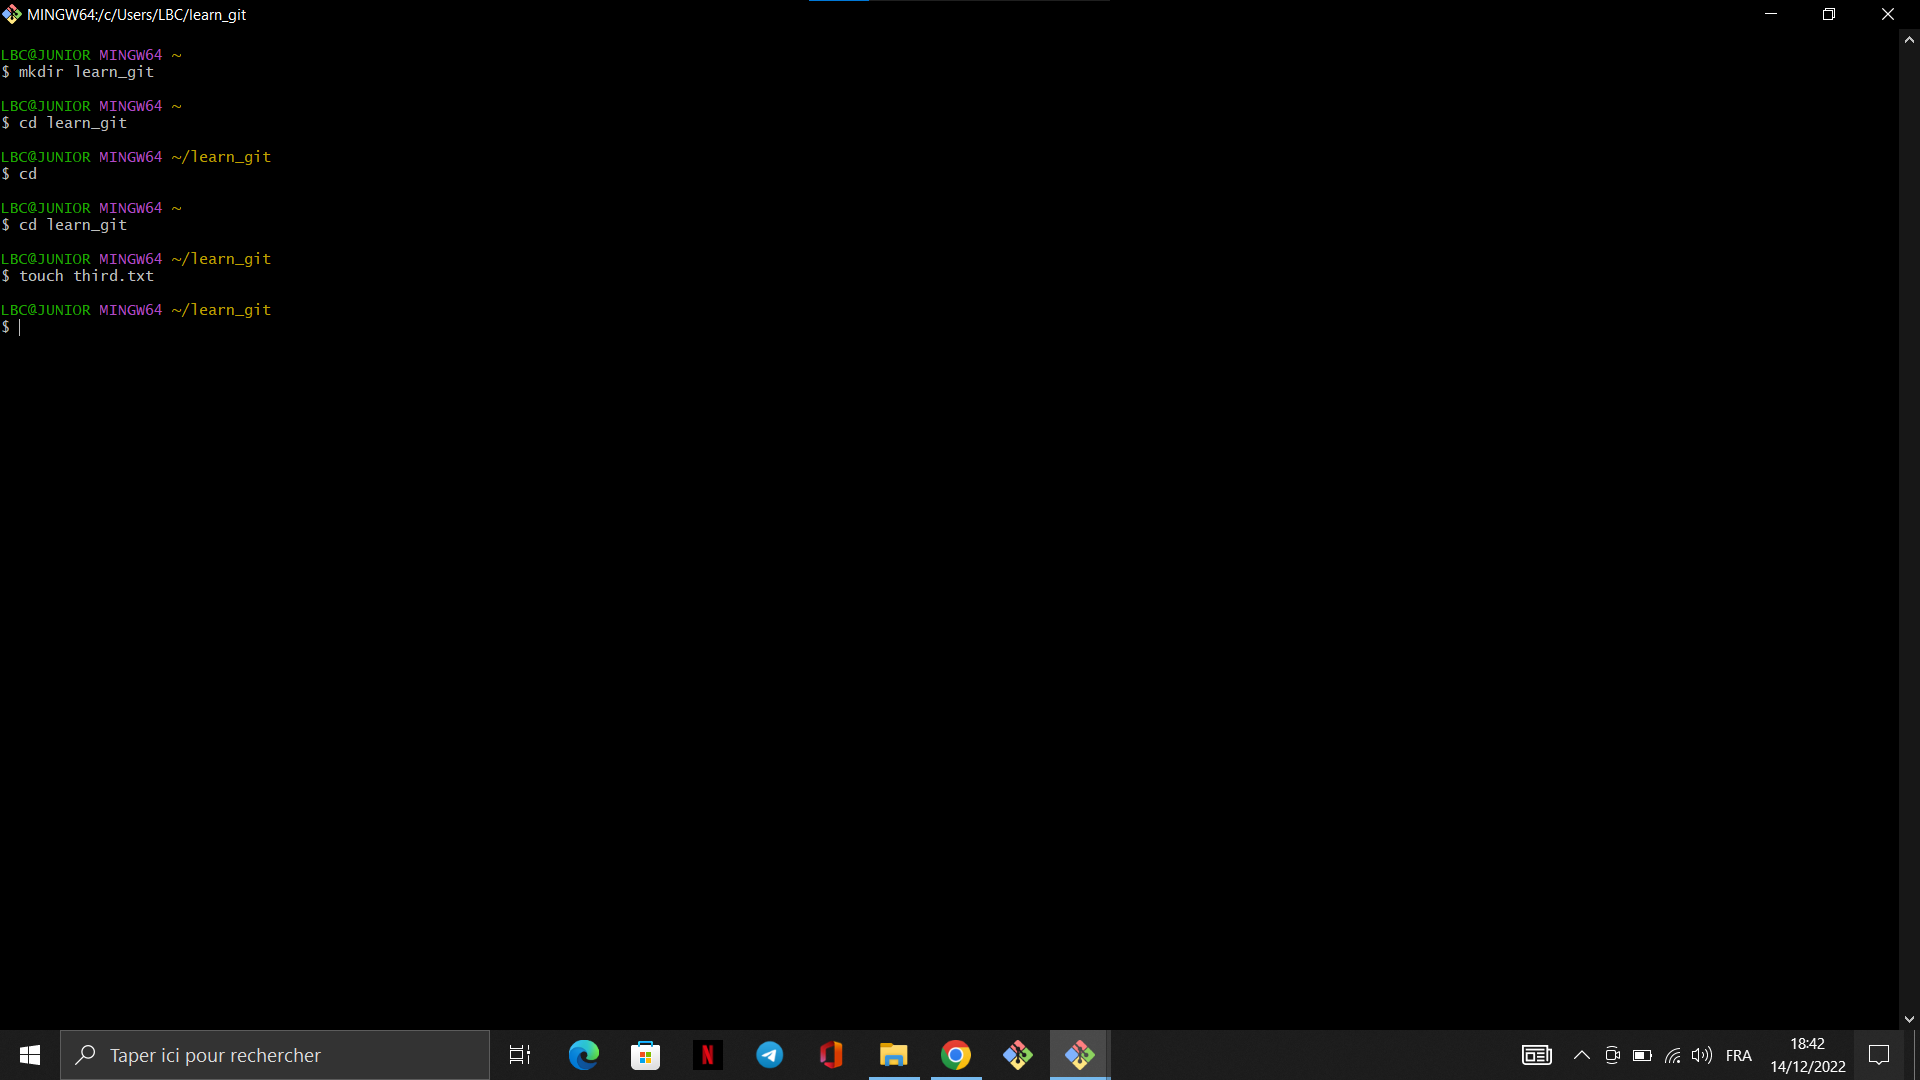 MINGW64:/c/Users/LBC/learn_git
LBC@JUNIOR MINGW64 ~
$ mkdir learn_git
LBC@JUNIOR MINGW64 ~
$ cd learn_git
LBC@JUNIOR MINGW64 ~/learn_git
$ cd
LBC@JUNIOR MINGW64 ~
$ cd learn_git
LBC@JUNIOR MINGW64 ~/learn_git
$ touch third.txt
LBC@JUNIOR MINGW64 ~/learn_git
$
Taper ici pour rechercher
N
FRA
18:42
14/12/2022